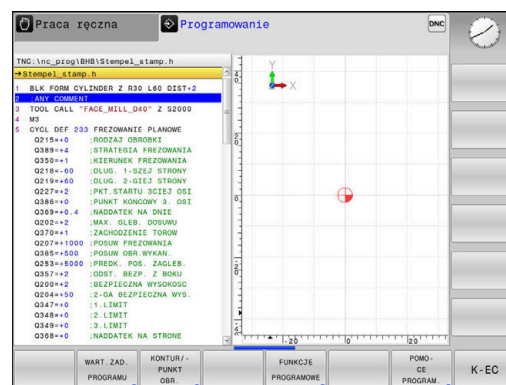 Praca ręczna
Programowanie
DNC
TNC:\nc_prog\BHB\Stempel_stamp.h
→Stempel_stamp.h
1 BLK FORM CYLINDER Z R30 L60 DIST+2
2 ;ANY COMMENT
3 TOOL CALL "FACE_MILL_D40" Z S2000
4 M3
5 CYCL DEF 233 FREZOWANIE PLANOWE
Q215=+0 ;RODZAJ OBROBKI
Q389=+4 ;STRATEGIA FREZOWANIA
Q350=+1 ;KIERUNEK FREZOWANIA
Q218=-60 ;DLUG. 1-SZEJ STRONY
Q219=+60 ;DLUG. 2-GIEJ STRONY
Q227=+2 ;PKT.STARTU 3CIEJ OSI
Q386=+0 ;PUNKT KONCOWY 3. OSI
Q369=+0.4 ;NADDATEK NA DNIE
Q202=+2 ;MAX. GLEB. DOSUWU
Q370=+1 ;ZACHODZENIE TOROW
Q207=+1000 ;POSUW FREZOWANIA
Q385=+500 ;POSUW OBR.WYKAN.
Q253=+5000 ;PREDK. POS. ZAGLEB.
Q357=+2 ;ODST. BEZP. Z BOKU
Q200=+2 ;BEZPIECZNA WYSOKOSC
Q204=+50 ;2-GA BEZPIECZNA WYS.
Q347=+0 ;1.LIMIT
Q348=+0 ;2.LIMIT
Q349=+0 ;3.LIMIT
Q368=+0 ;NADDATEK NA STRONE
Y
X
-20
0
20
WART.ZAD.
PROGRAMU
KONTUR/-
PUNKT
OBR.
FUNKCJE
PROGRAMOWE
POMO-
CE
PROGRAM.
K-EC